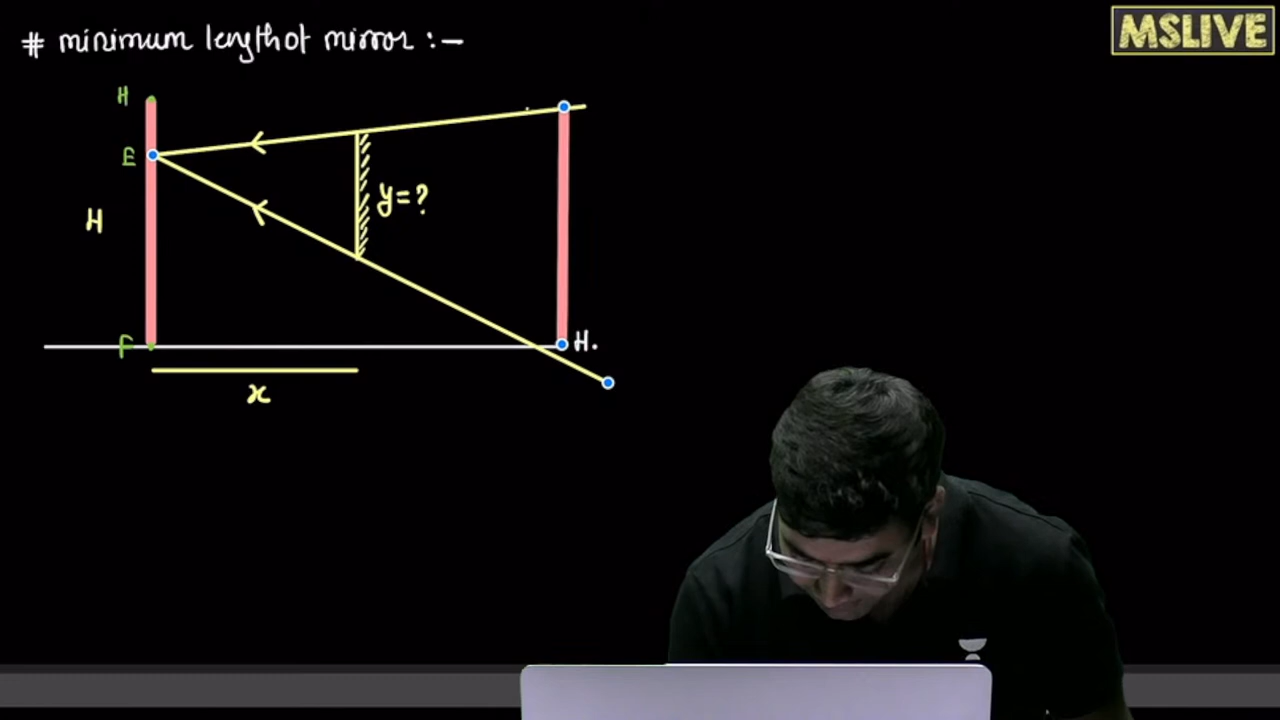 # minimum length of mirror :-
MSLIVE
H
E
H
y=?
F
H.
x